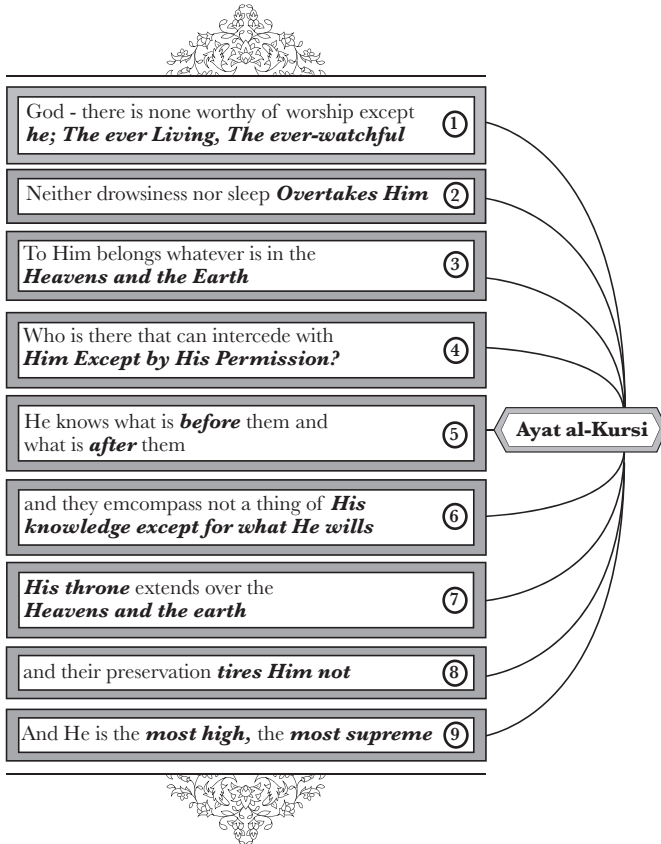 God - there is none worthy of worship except
he; The ever Living, The ever-watchful
1
Neither drowsiness nor sleep Overtakes Him
2
To Him belongs whatever is in the
Heavens and the Earth
3
Who is there that can intercede with
Him Except by His Permission?
4
He knows what is before them and
what is after them
5
Ayat al-Kursi
and they emcompass not a thing of His
knowledge except for what He wills
6
His throne extends over the
Heavens and the earth
7
and their preservation tires Him not
8
And He is the most high, the most supreme
9